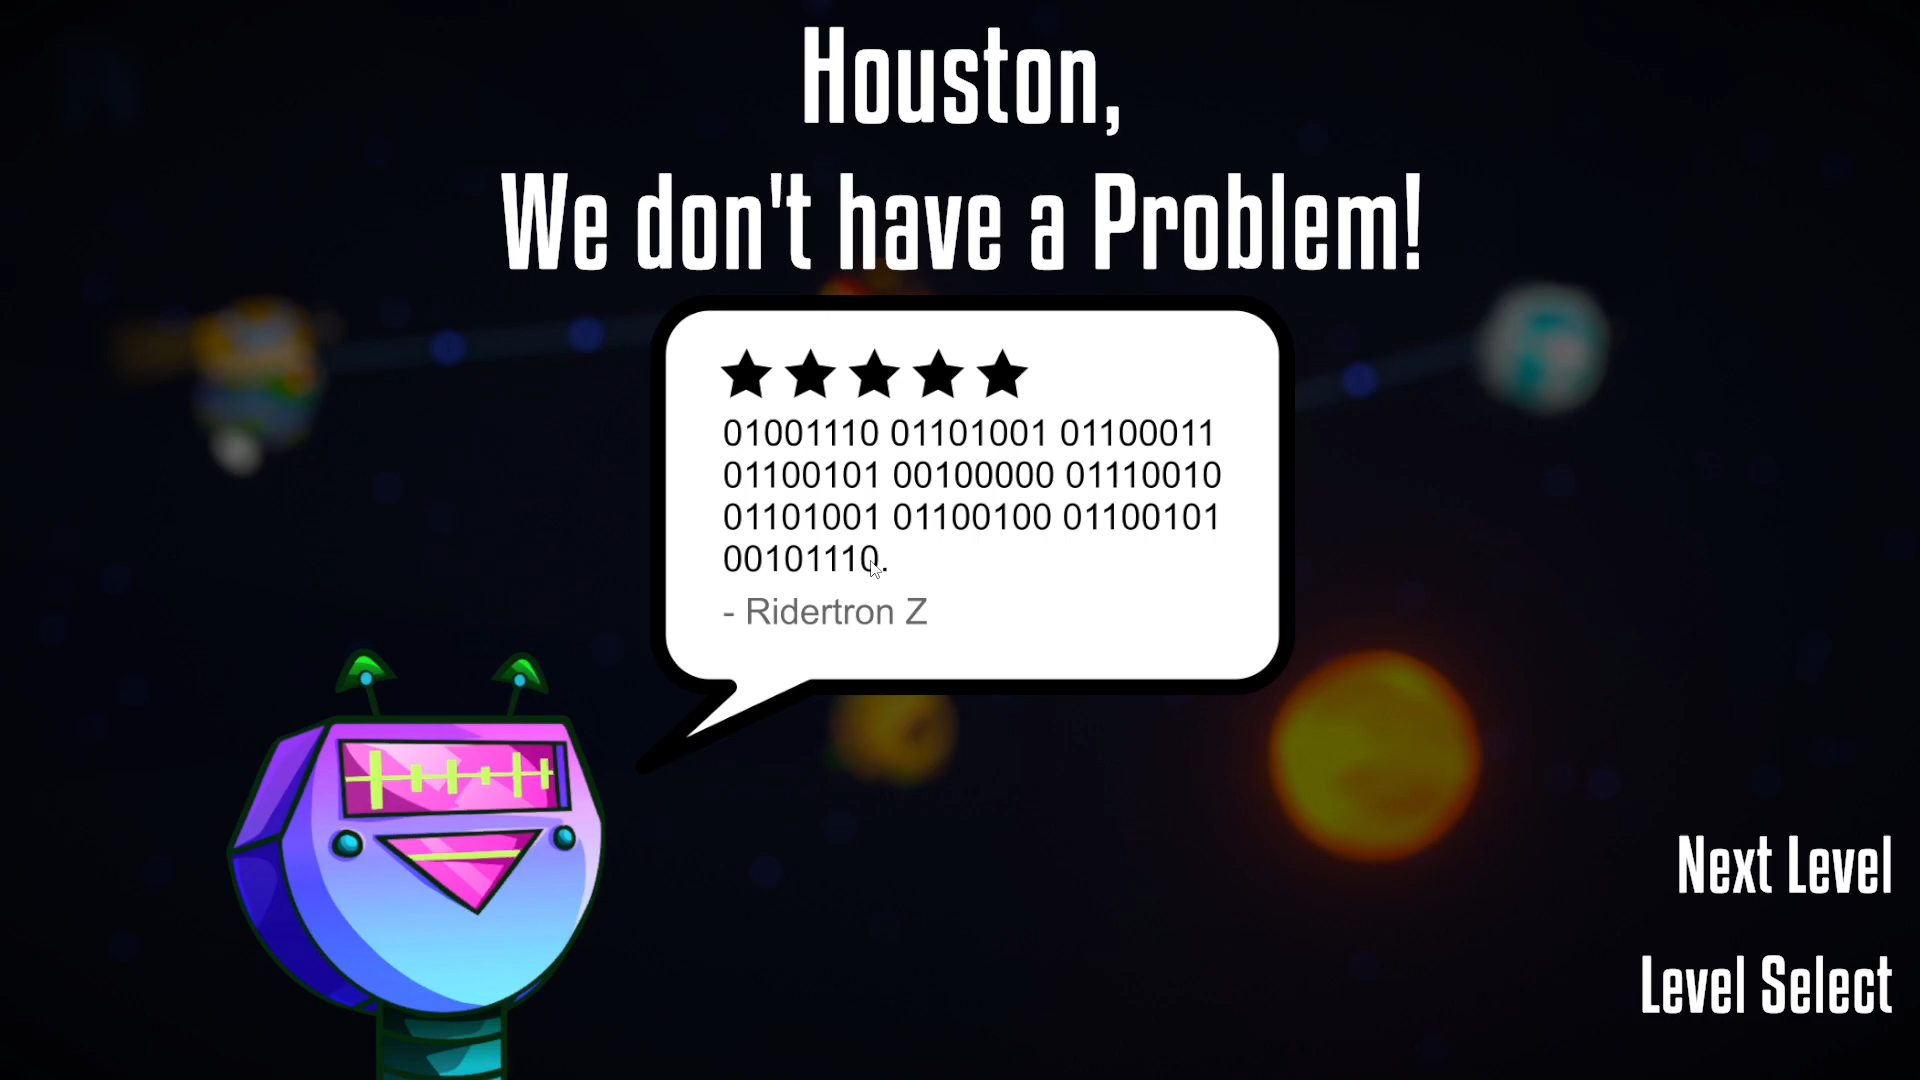 Houston,
We don't have a Problem!
★★★★★
01001110 01101001 01100011
01100101 00100000 01110010
01101001 01100100 01100101
00101110.
- Ridertron Z
Next Level
Level Select